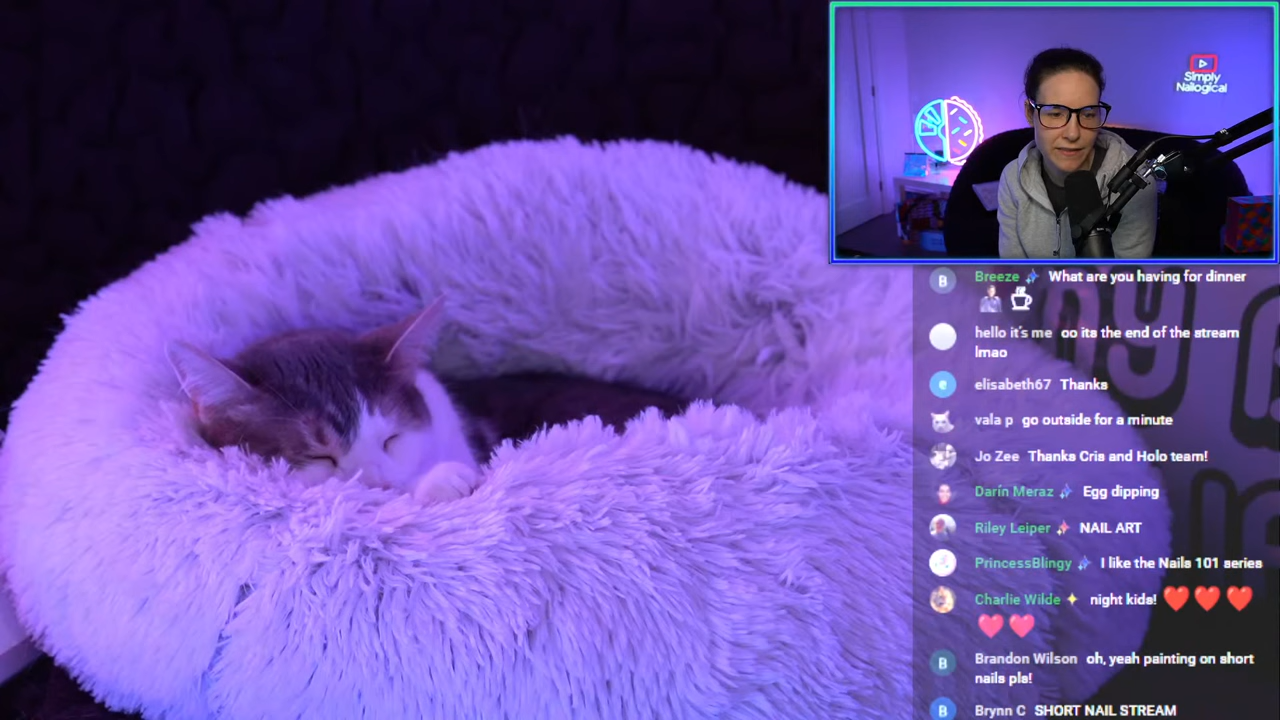 Simply
Nailogical
B
Breeze What are you having for dinner
hello it's me oo its the end of the stream
lmao
e
elisabeth67 Thanks
vala p go outside for a minute
Jo Zee Thanks Cris and Holo team!
Darín Meraz Egg dipping
Riley Leiper NAIL ART
PrincessBlingy I like the Nails 101 series
Charlie Wilde night kids!
B
Brandon Wilson oh, yeah painting on short
nails pls!
B
Brynn C SHORT NAIL STREAM